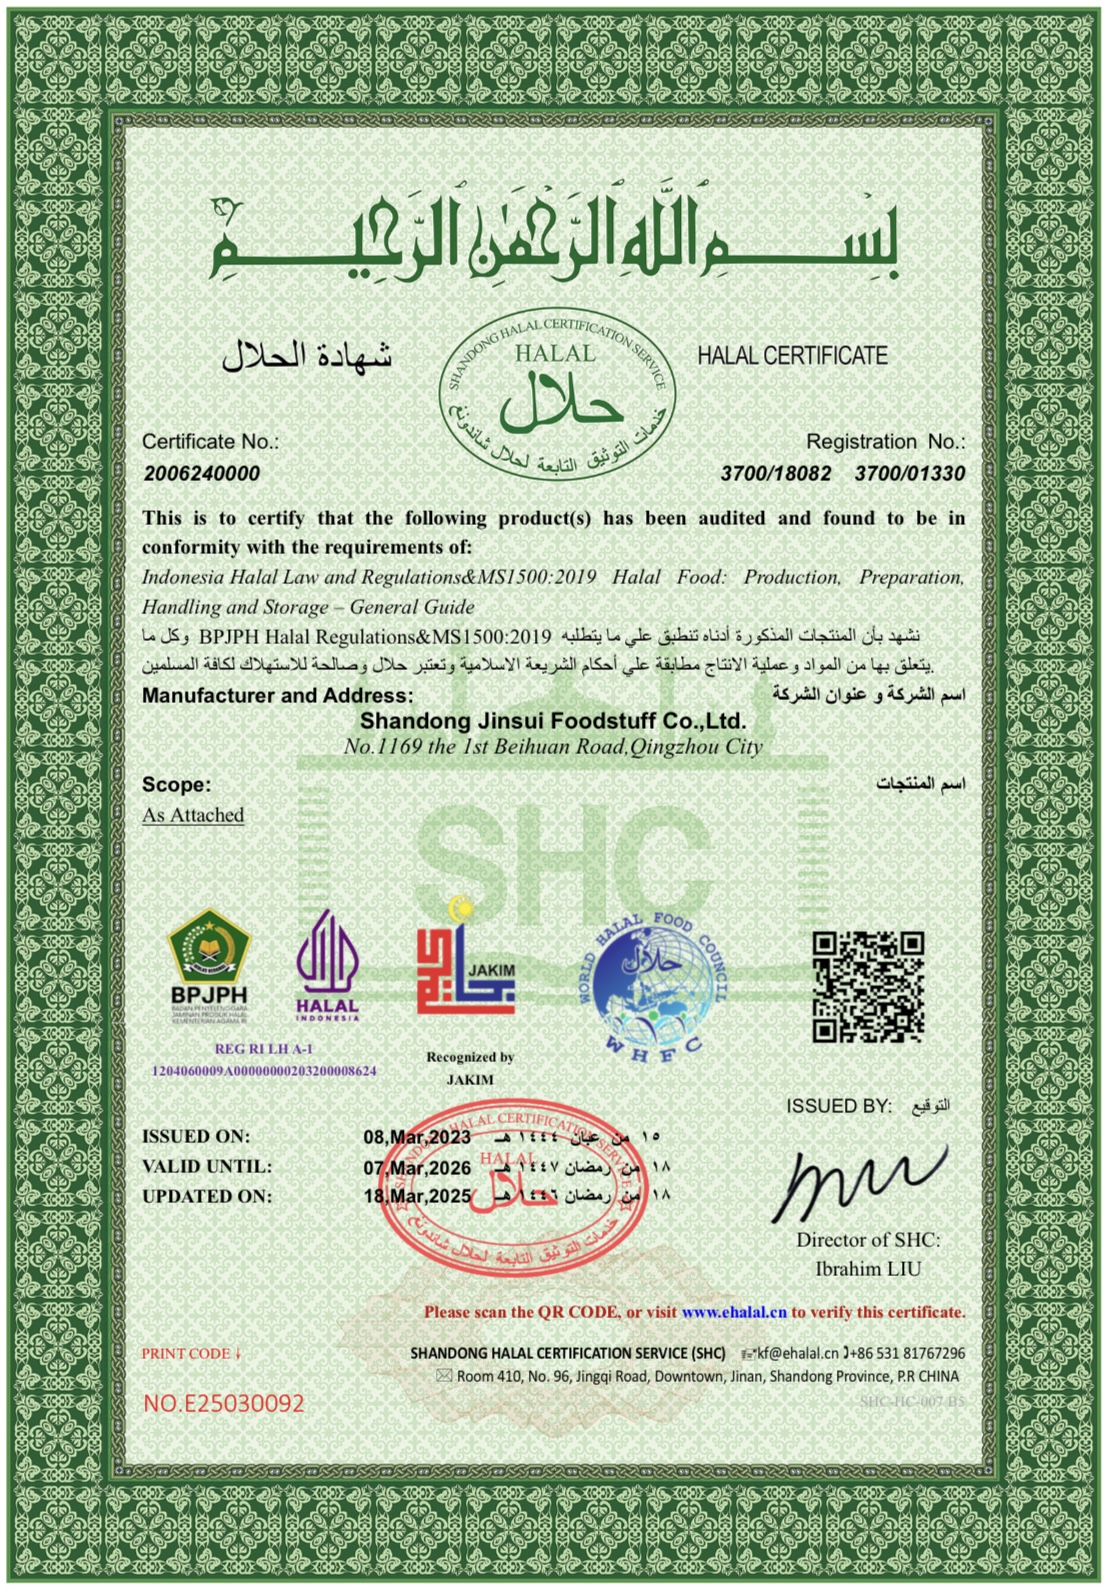 بِسْمِ اللَّهِ الرَّحْمَٰنِ الرَّحِيمِ
شهادة الحلال
SHANDONG HALAL CERTIFICATION SERVICE
HALAL
حلال
خدمات التوثيق التابعة لحلال شاندونغ
HALAL CERTIFICATE
Certificate No.:
Registration No.:
2006240000
3700/18082 3700/01330
This is to certify that the following product(s) has been audited and found to be in
conformity with the requirements of:
Indonesia Halal Law and Regulations&MS1500:2019 Halal Food: Production, Preparation,
Handling and Storage – General Guide
نشهد بأن المنتجات المذكورة أدناه تنطبق علي ما يتطلبه BPJPH Halal Regulations&MS1500:2019 وكل ما
يتعلق بها من المواد وعملية الانتاج مطابقة علي أحكام الشريعة الاسلامية وتعتبر حلال وصالحة للاستهلاك لكافة المسلمين.
Manufacturer and Address: اسم الشركة و عنوان الشركة
Shandong Jinsui Foodstuff Co.,Ltd.
No.1169 the 1st Beihuan Road,Qingzhou City
Scope: اسم المنتجات
As Attached
SHC
BPJPH
BADAN PENYELENGGARA
JAMINAN PRODUK HALAL
KEMENTERIAN AGAMA RI
HALAL
INDONESIA
JAKIM
WORLD HALAL FOOD COUNCIL
حلال
WHFC
REG RI LH A-1
1204060009A00000000203200008624
Recognized by
JAKIM
ISSUED BY: التوقيع
ISSUED ON: 08,Mar,2023 ١٥ من عبان ١٤٤٤ هـ
VALID UNTIL: 07,Mar,2026 ١٨ من رمضان ١٤٤٧ هـ
UPDATED ON: 18,Mar,2025 ١٨ من رمضان ١٤٤٦ هـ
SHANDONG HALAL CERTIFICATION SERVICE
HALAL
حلال
خدمات التوثيق التابعة لحلال شاندونغ
Director of SHC:
Ibrahim LIU
Please scan the QR CODE, or visit www.ehalal.cn to verify this certificate.
PRINT CODE↓
SHANDONG HALAL CERTIFICATION SERVICE (SHC) kf@ehalal.cn +86 531 81767296
Room 410, No. 96, Jingqi Road, Downtown, Jinan, Shandong Province, P.R CHINA
NO.E25030092
SHC-HC-007 B5